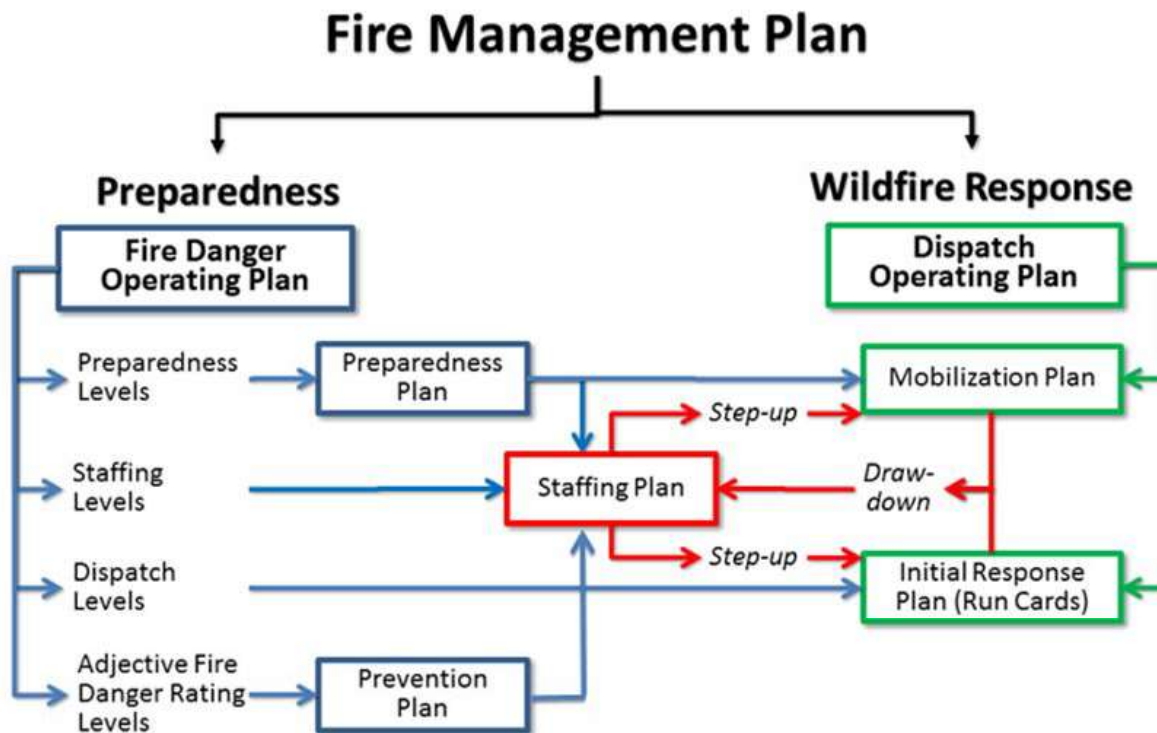 Fire Management Plan
Preparedness
Wildfire Response
Fire Danger
Operating Plan
Dispatch
Operating Plan
Preparedness
Levels
Preparedness
Plan
Mobilization Plan
Step-up
Staffing
Levels
Staffing Plan
Draw-
down
Step-up
Dispatch
Levels
Initial Response
Plan (Run Cards)
Adjective Fire
Danger Rating
Levels
Prevention
Plan